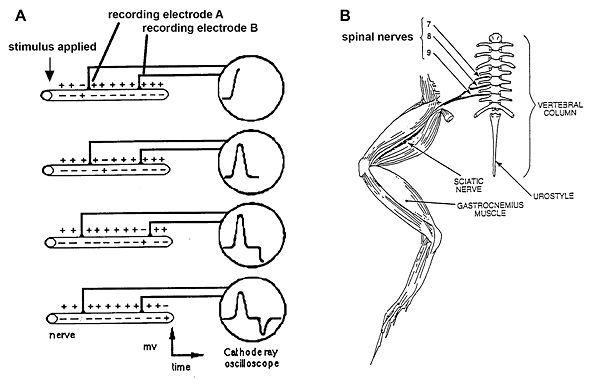 A
recording electrode A
recording electrode B
stimulus applied
nerve
mv
time
Cathode ray
oscilloscope
B
spinal nerves
7
8
9
VERTEBRAL
COLUMN
SCIATIC
NERVE
UROSTYLE
GASTROCNEMIUS
MUSCLE